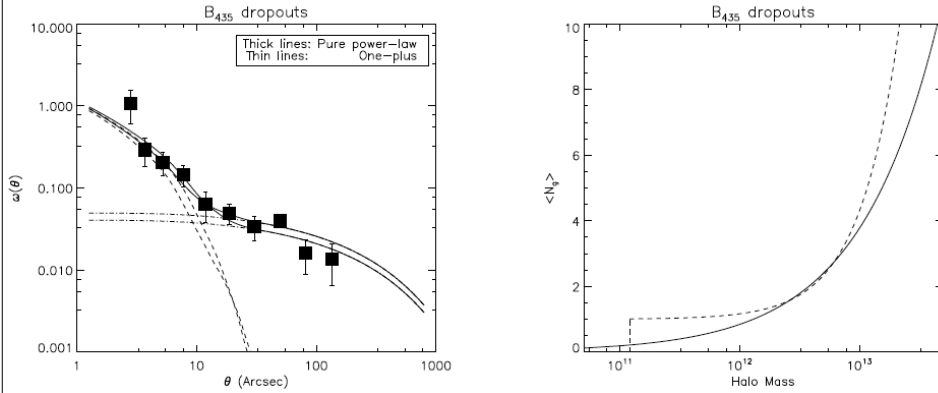 B435 dropouts
10.000
Thick lines: Pure power-law
Thin lines: One-plus
1.000
0.100
0.010
0.001
ω(θ)
1
10
100
1000
θ (Arcsec)
B435 dropouts
10
8
6
4
2
0
<Ng>
10^11
10^12
10^13
Halo Mass